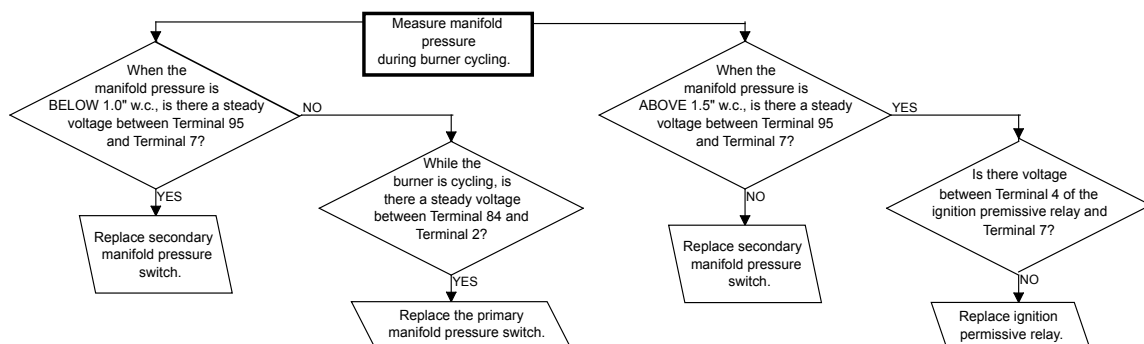 Measure manifold
pressure
during burner cycling.
When the
manifold pressure is
BELOW 1.0" w.c., is there a steady
voltage between Terminal 95
and Terminal 7?
NO
YES
Replace secondary
manifold pressure
switch.
While the
burner is cycling, is
there a steady voltage
between Terminal 84 and
Terminal 2?
YES
Replace the primary
manifold pressure switch.
When the
manifold pressure is
ABOVE 1.5" w.c., is there a steady
voltage between Terminal 95
and Terminal 7?
YES
NO
Replace secondary
manifold pressure
switch.
Is there voltage
between Terminal 4 of the
ignition premissive relay and
Terminal 7?
NO
Replace ignition
permissive relay.